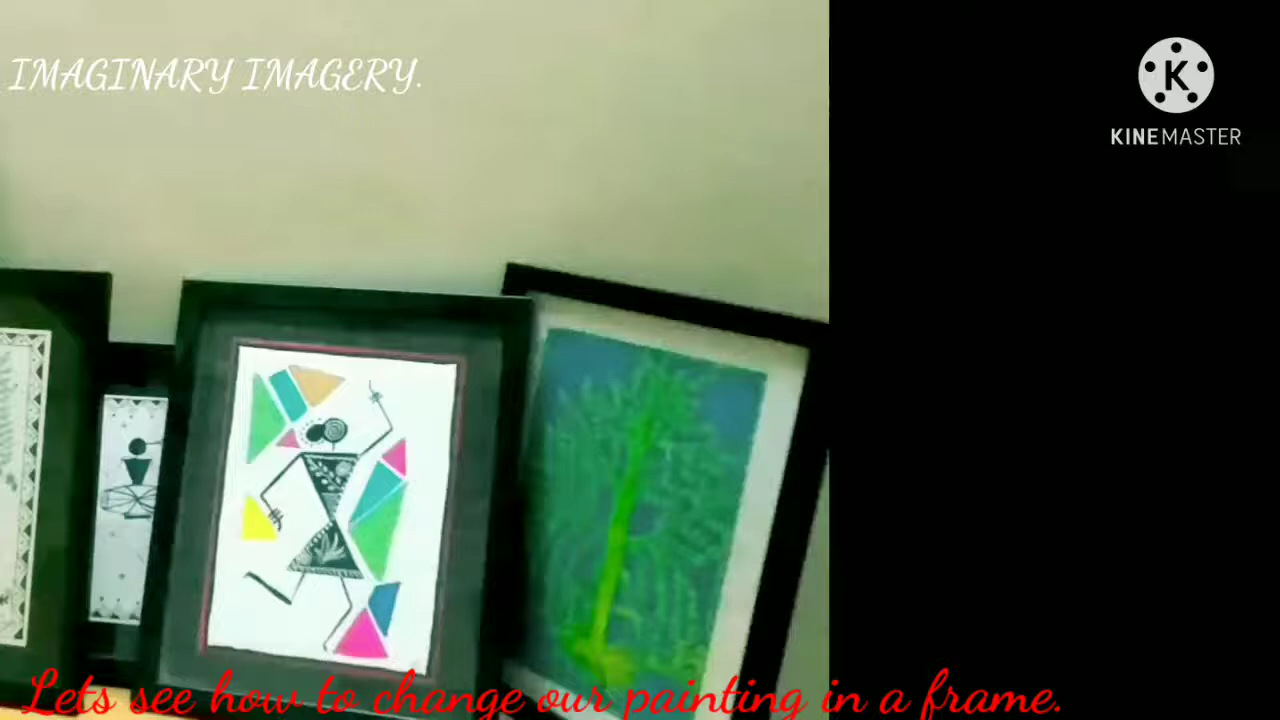 IMAGINARY IMAGERY.
K
KINEMASTER
Lets see how to change our painting in a frame.